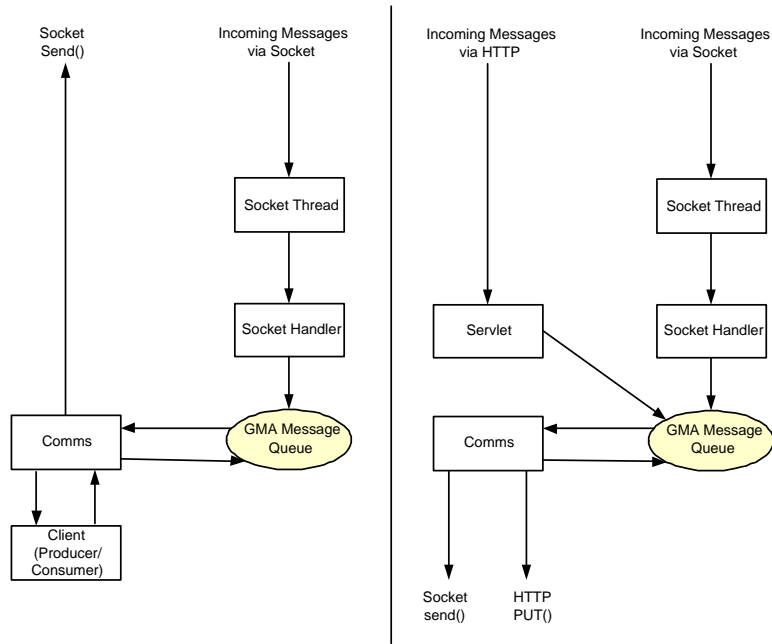 Socket
Send()
Incoming Messages
via Socket
Socket Thread
Socket Handler
GMA Message
Queue
Comms
Client
(Producer/
Consumer)
Incoming Messages
via HTTP
Incoming Messages
via Socket
Socket Thread
Servlet
Socket Handler
Comms
GMA Message
Queue
Socket
send()
HTTP
PUT()